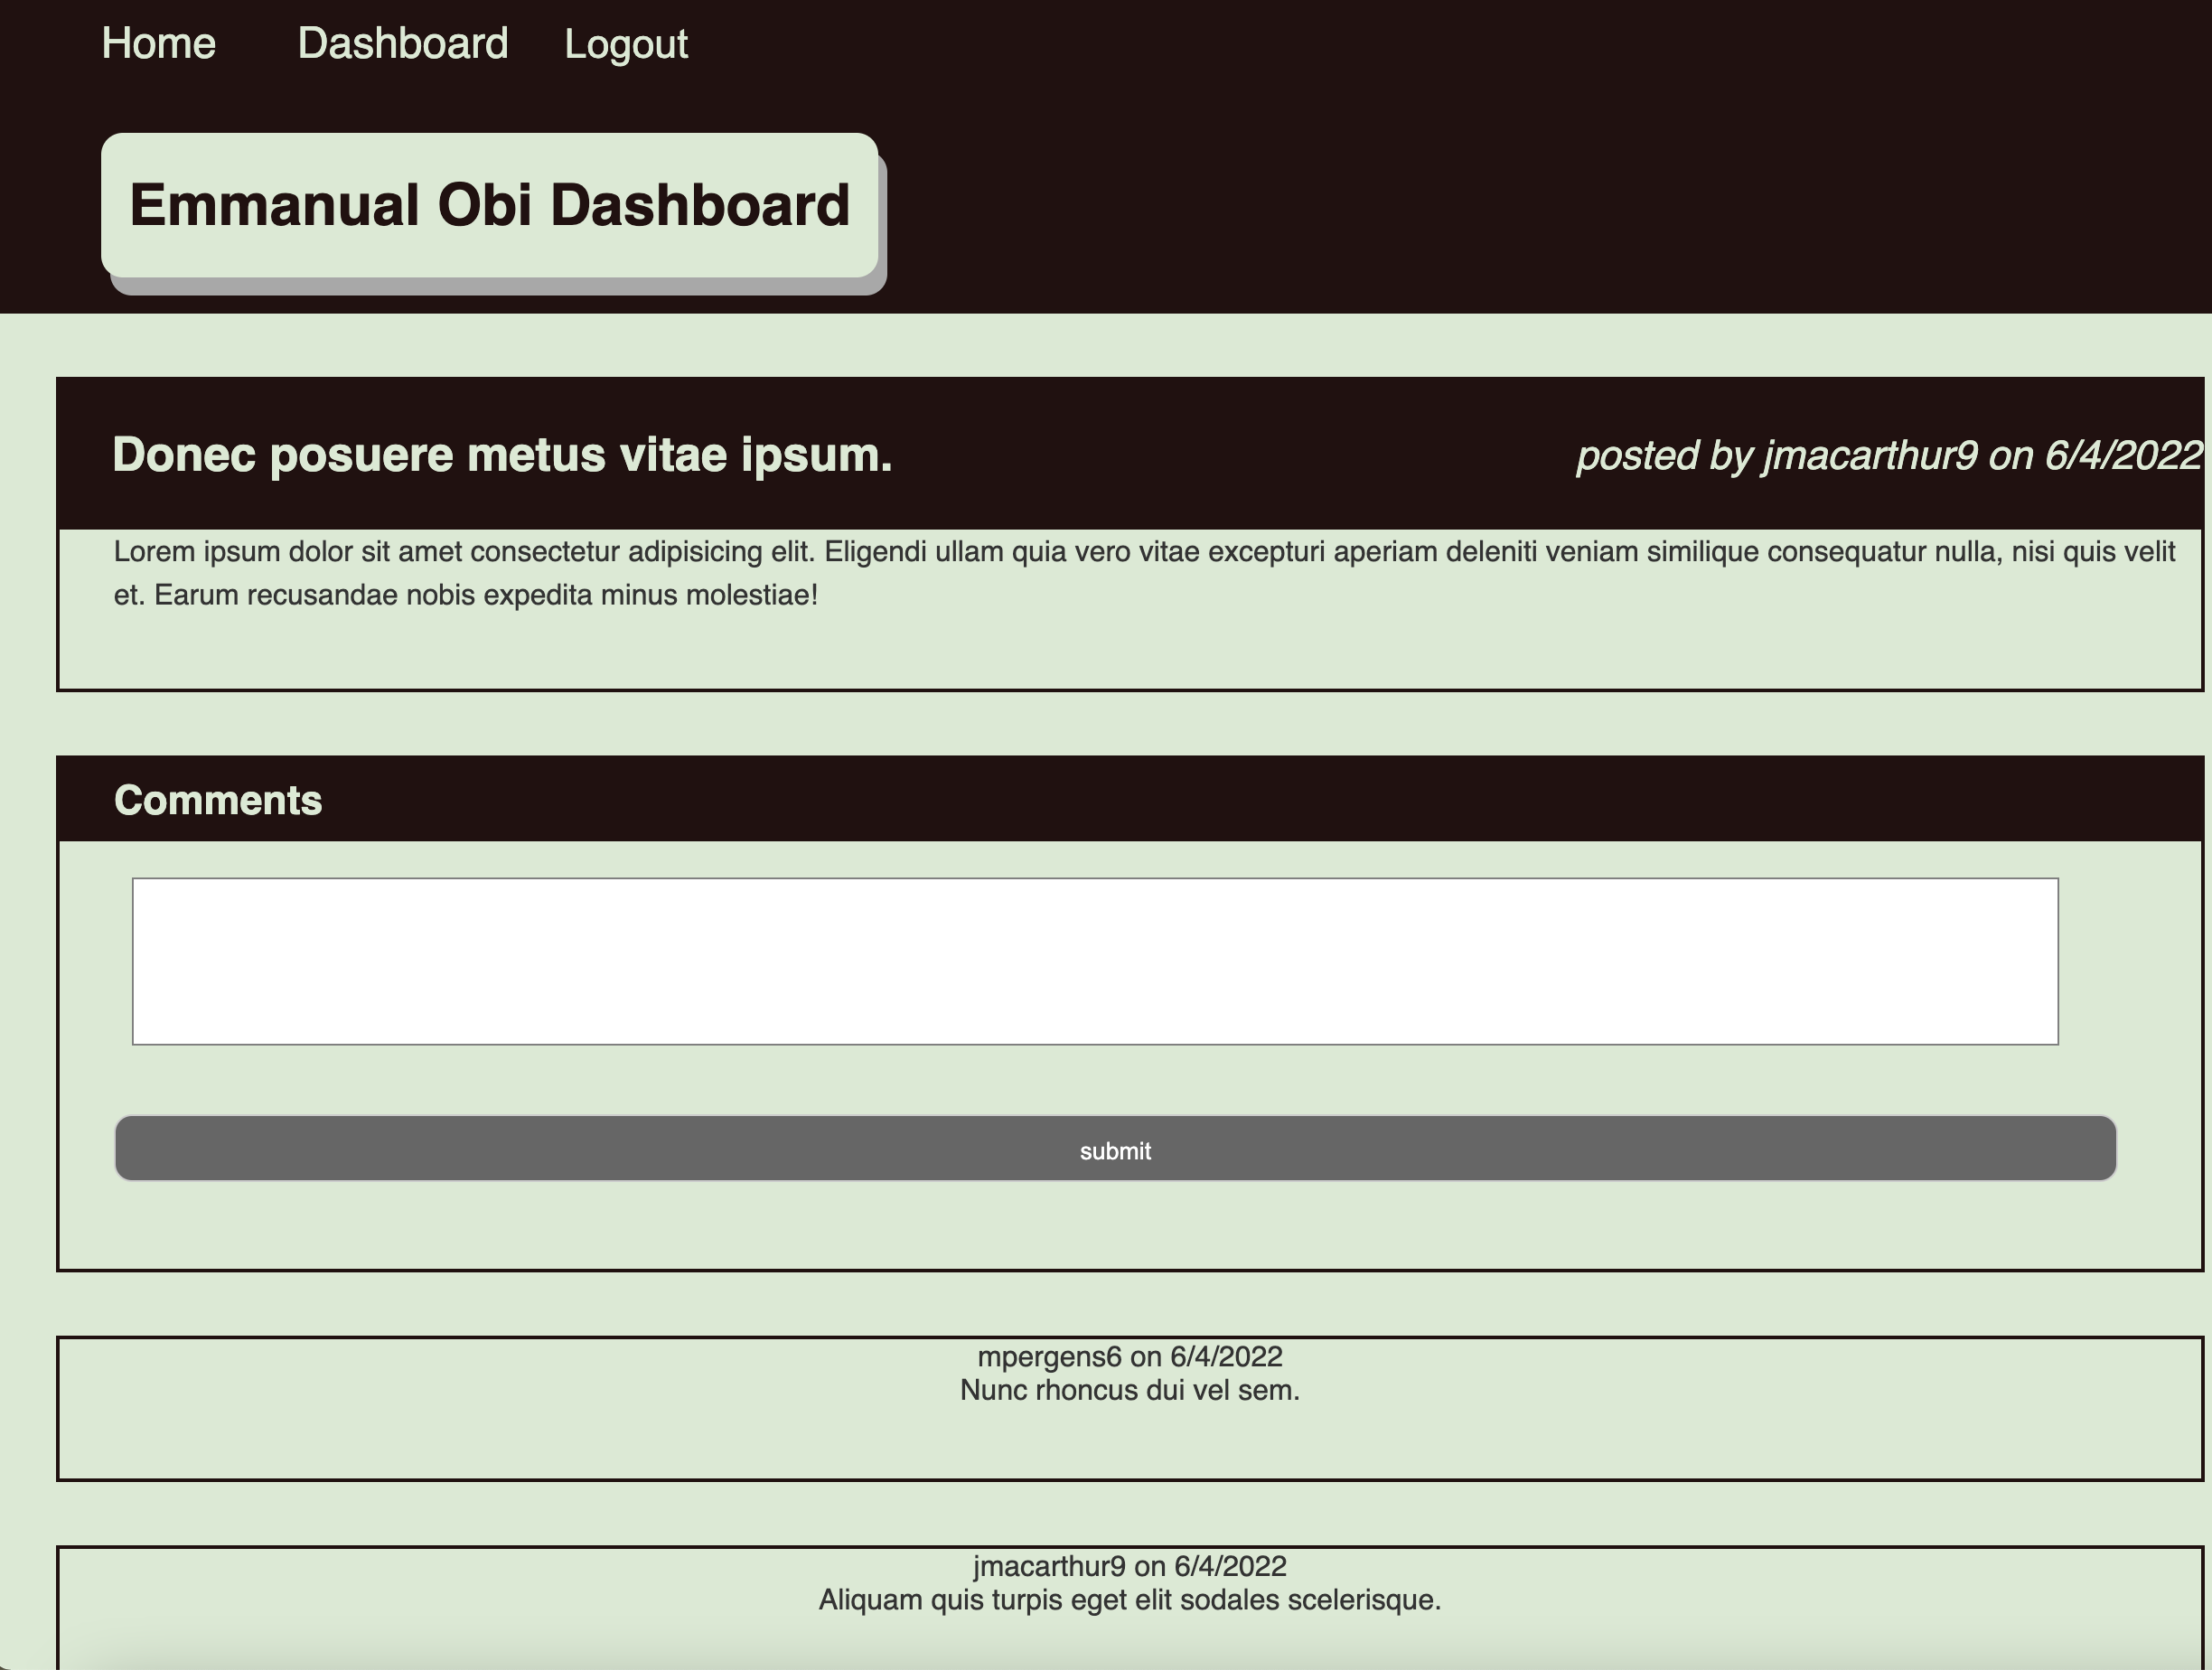 Home Dashboard Logout
Emmanual Obi Dashboard
Donec posuere metus vitae ipsum.
posted by jmacarthur9 on 6/4/2022
Lorem ipsum dolor sit amet consectetur adipisicing elit. Eligendi ullam quia vero vitae excepturi aperiam deleniti veniam similique consequatur nulla, nisi quis velit
et. Earum recusandae nobis expedita minus molestiae!
Comments
submit
mpergens6 on 6/4/2022
Nunc rhoncus dui vel sem.
jmacarthur9 on 6/4/2022
Aliquam quis turpis eget elit sodales scelerisque.